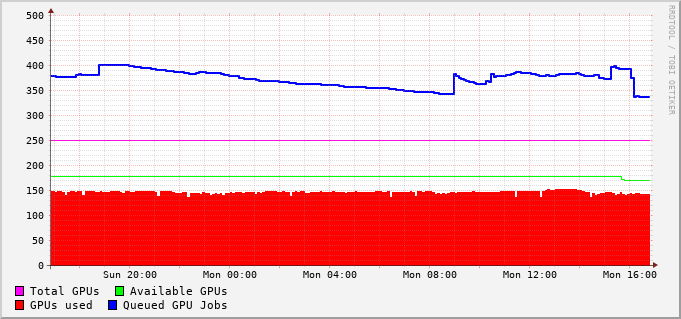 500
450
400
350
300
250
200
150
100
50
0
Sun 20:00 Mon 00:00 Mon 04:00 Mon 08:00 Mon 12:00 Mon 16:00
Total GPUs Available GPUs
GPUs used Queued GPU Jobs
RRDTOOL / TOBI OETIKER